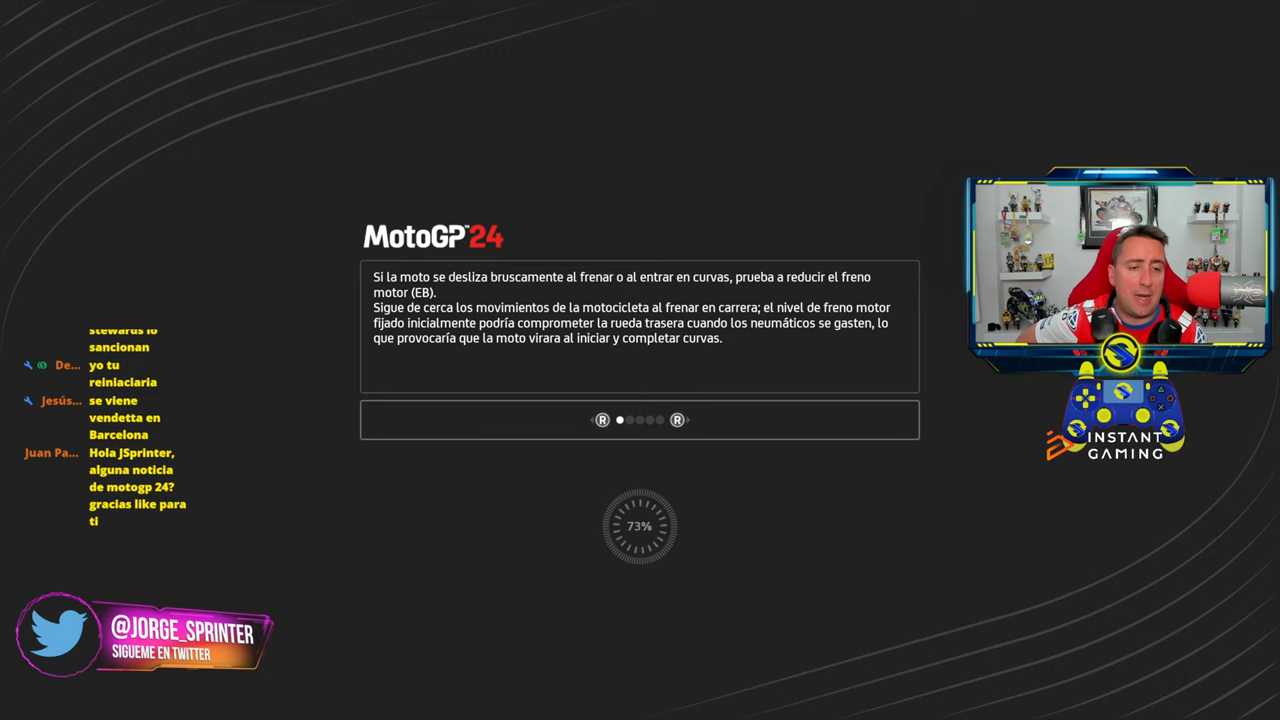 MotoGP™24
Si la moto se desliza bruscamente al frenar o al entrar en curvas, prueba a reducir el freno
motor (EB).
Sigue de cerca los movimientos de la motocicleta al frenar en carrera; el nivel de freno motor
fijado inicialmente podría comprometer la rueda trasera cuando los neumáticos se gasten, lo
que provocaría que la moto virara al iniciar y completar curvas.
R
R
73%
stewards lo
sancionan
De... yo tu
reiniaciaria
Jesús... se viene
vendetta en
Barcelona
Juan Pa... Hola JSprinter,
alguna noticia
de motogp 24?
gracias like para
ti
INSTANT
GAMING
@JORGE_SPRINTER
SIGUEME EN TWITTER